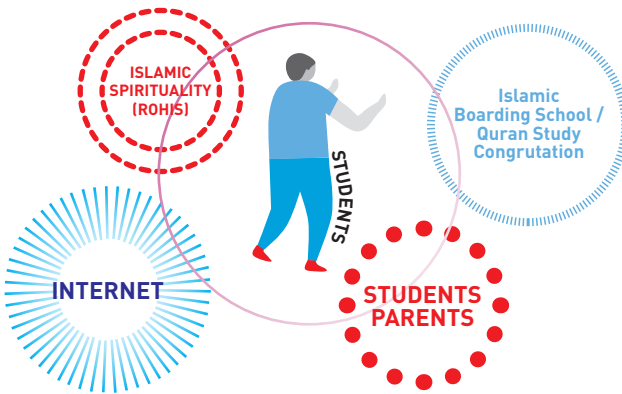 ISLAMIC
SPIRITUALITY
(ROHIS)
Islamic
Boarding School /
Quran Study
Congrutation
STUDENTS
INTERNET
STUDENTS
PARENTS